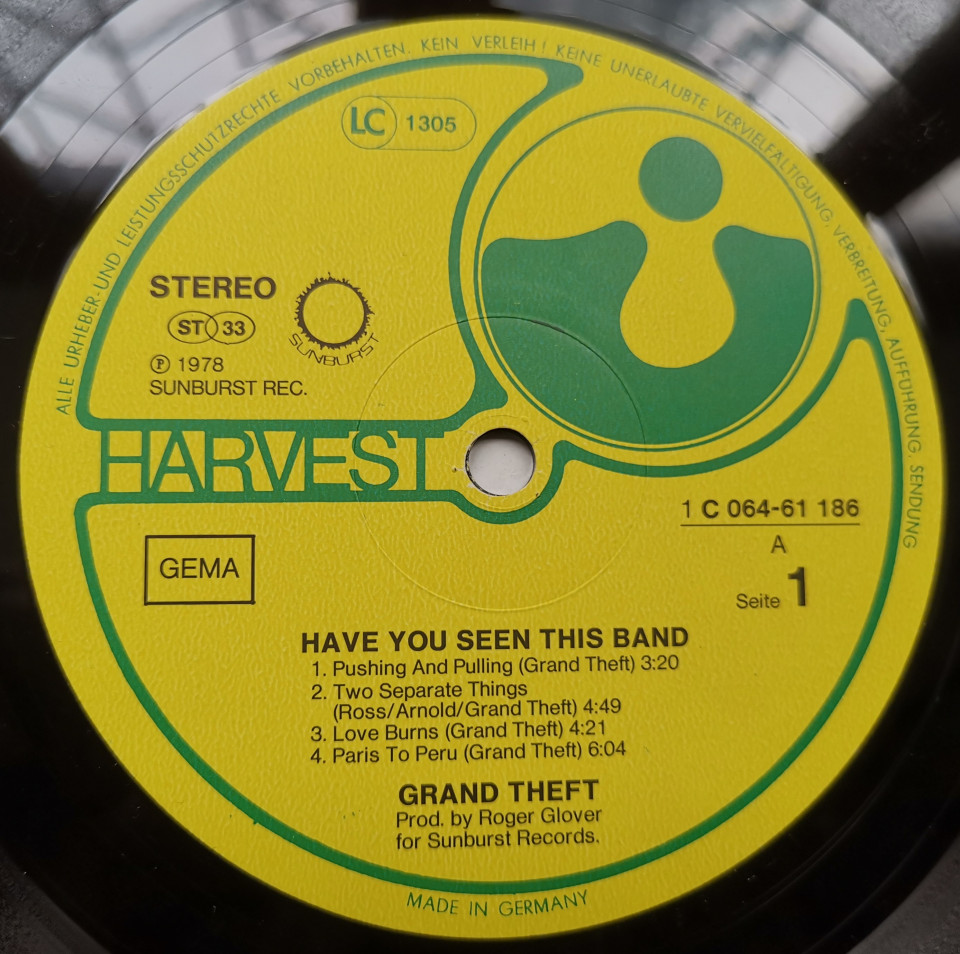 ALLE URHEBER- UND LEISTUNGSSCHUTZRECHTE VORBEHALTEN. KEIN VERLEIH! KEINE UNERLAUBTE VERVIELFÄLTIGUNG, VERBREITUNG, AUFFÜHRUNG, SENDUNG
LC 1305
STEREO
ST 33
SUNBURST
℗ 1978
SUNBURST REC.
HARVEST
1 C 064-61 186
A
Seite 1
GEMA
HAVE YOU SEEN THIS BAND
1. Pushing And Pulling (Grand Theft) 3:20
2. Two Separate Things
(Ross/Arnold/Grand Theft) 4:49
3. Love Burns (Grand Theft) 4:21
4. Paris To Peru (Grand Theft) 6:04
GRAND THEFT
Prod. by Roger Glover
for Sunburst Records.
MADE IN GERMANY